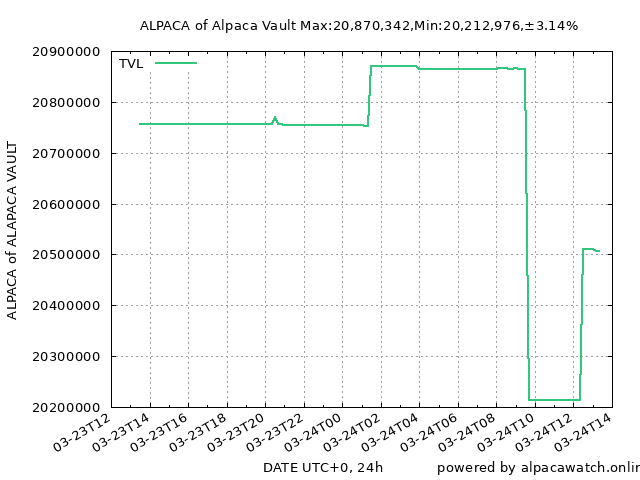 ALPACA of Alpaca Vault Max:20,870,342,Min:20,212,976,±3.14%
TVL
20900000
20800000
20700000
20600000
20500000
20400000
20300000
20200000
ALPACA of ALAPACA VAULT
03-23T12
03-23T14
03-23T16
03-23T18
03-23T20
03-23T22
03-24T00
03-24T02
03-24T04
03-24T06
03-24T08
03-24T10
03-24T12
03-24T14
DATE UTC+0, 24h
powered by alpacawatch.onlin